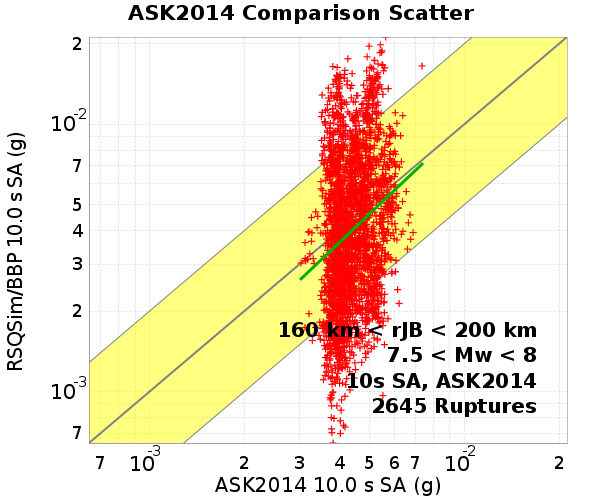 ASK2014 Comparison Scatter
RSQSim/BBP 10.0 s SA (g)
2
10-2
7
5
4
3
2
10-3
7
160 km < rJB < 200 km
7.5 < Mw < 8
10s SA, ASK2014
2645 Ruptures
7 10-3 2 3 4 5 6 7 10-2 2
ASK2014 10.0 s SA (g)